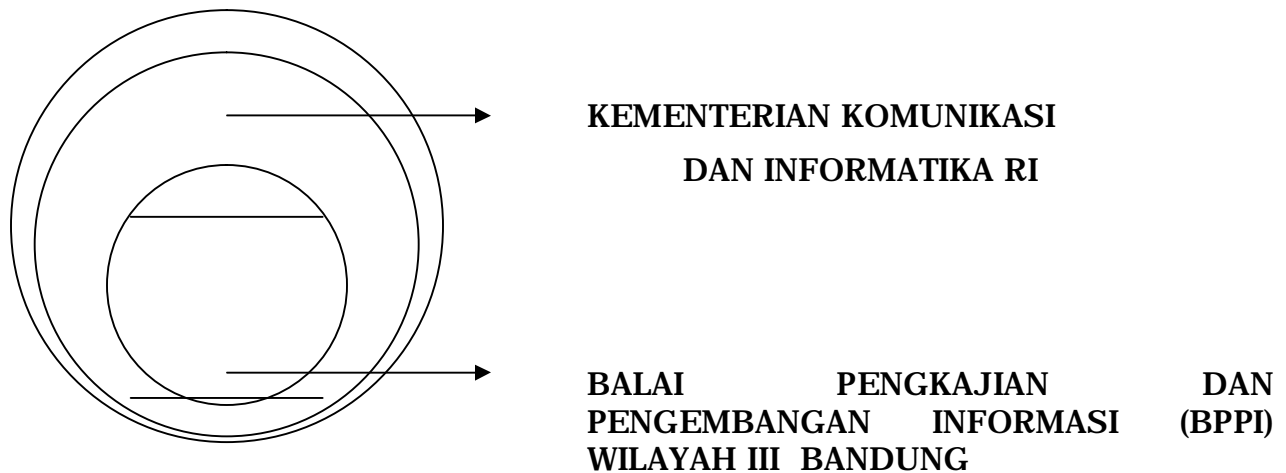 KEMENTERIAN KOMUNIKASI
DAN INFORMATIKA RI
BALAI PENGKAJIAN DAN
PENGEMBANGAN INFORMASI (BPPI)
WILAYAH III BANDUNG